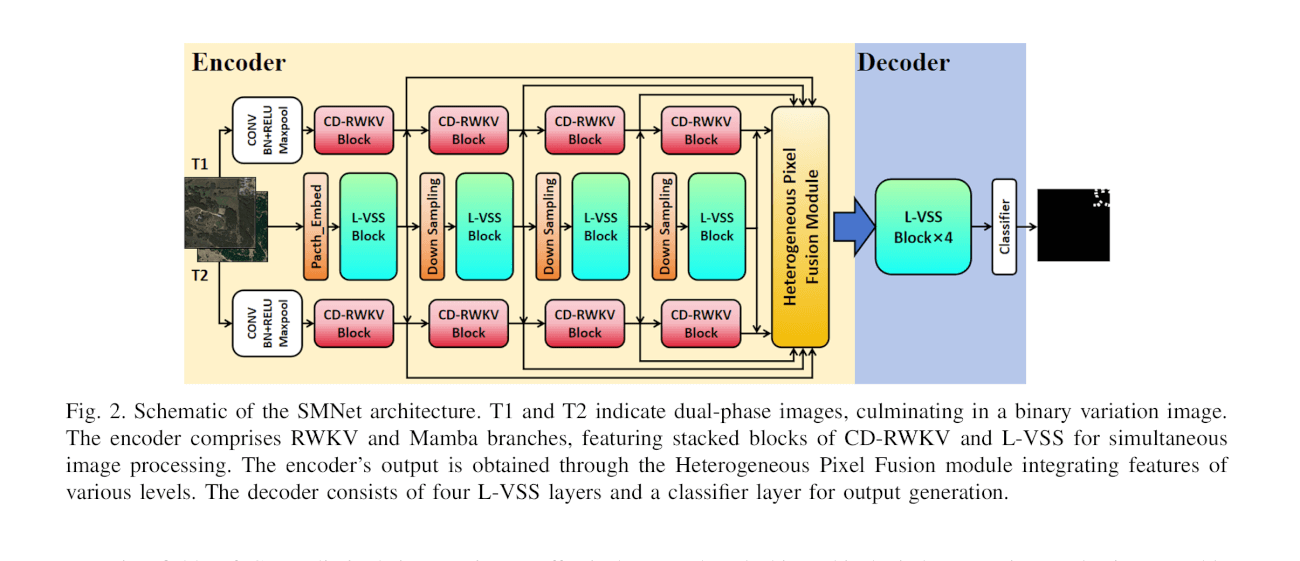 Encoder
Decoder
CONV
BN+RELU
Maxpool
CD-RWKV
Block
CD-RWKV
Block
CD-RWKV
Block
CD-RWKV
Block
T1
T2
Pacth_Embed
L-VSS
Block
Down Sampling
L-VSS
Block
Down Sampling
L-VSS
Block
Down Sampling
L-VSS
Block
CONV
BN+RELU
Maxpool
CD-RWKV
Block
CD-RWKV
Block
CD-RWKV
Block
CD-RWKV
Block
Heterogeneous Pixel
Fusion Module
L-VSS
Block×4
Classifier
Fig. 2. Schematic of the SMNet architecture. T1 and T2 indicate dual-phase images, culminating in a binary variation image.
The encoder comprises RWKV and Mamba branches, featuring stacked blocks of CD-RWKV and L-VSS for simultaneous
image processing. The encoder's output is obtained through the Heterogeneous Pixel Fusion module integrating features of
various levels. The decoder consists of four L-VSS layers and a classifier layer for output generation.